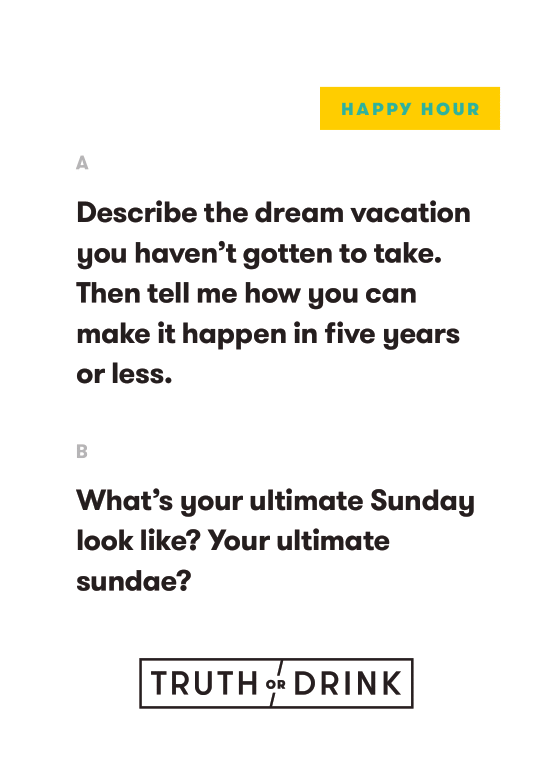 HAPPY HOUR
A
Describe the dream vacation
you haven’t gotten to take.
Then tell me how you can
make it happen in five years
or less.
B
What’s your ultimate Sunday
look like? Your ultimate
sundae?
TRUTH OR DRINK